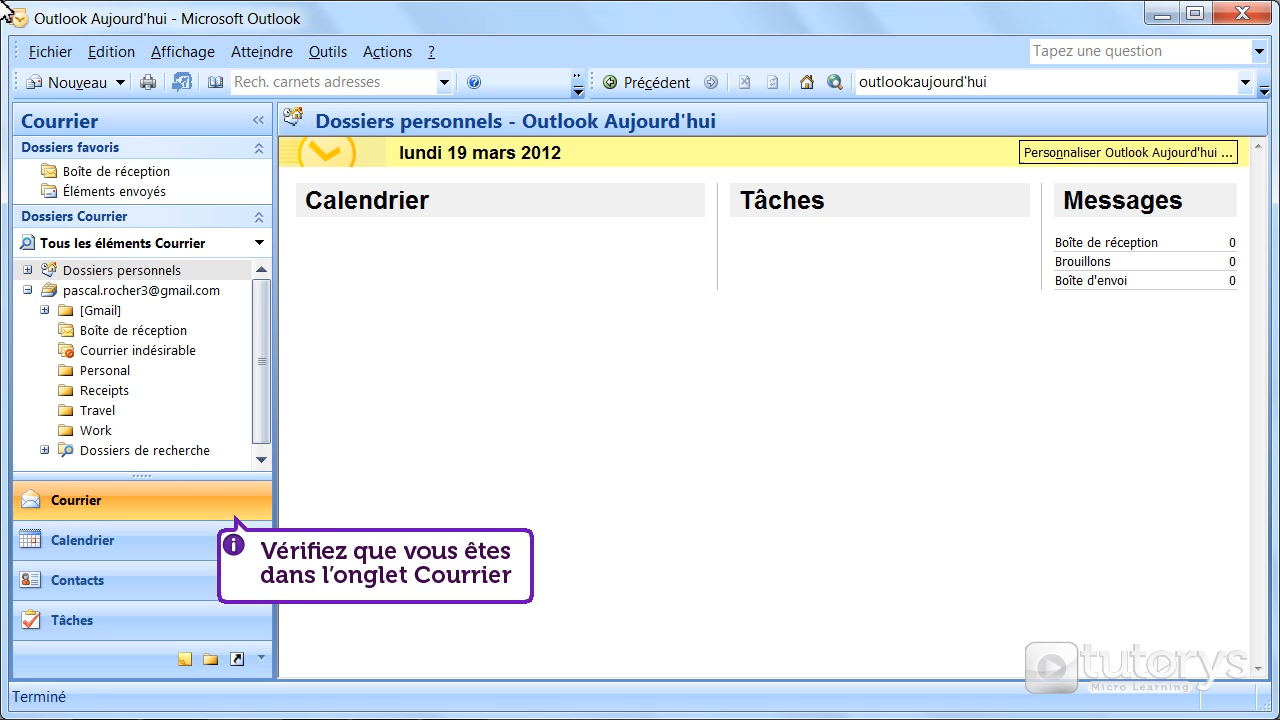 Outlook Aujourd'hui - Microsoft Outlook
Fichier Edition Affichage Atteindre Outils Actions ?
Tapez une question
Nouveau Rech. carnets adresses
Précédent outlook:aujourd'hui
Courrier
Dossiers favoris
Boîte de réception
Éléments envoyés
Dossiers Courrier
Tous les éléments Courrier
Dossiers personnels
pascal.rocher3@gmail.com
[Gmail]
Boîte de réception
Courrier indésirable
Personal
Receipts
Travel
Work
Dossiers de recherche
Courrier
Calendrier
Contacts
Tâches
Dossiers personnels - Outlook Aujourd'hui
lundi 19 mars 2012
Personnaliser Outlook Aujourd'hui ...
Calendrier
Tâches
Messages
Boîte de réception 0
Brouillons 0
Boîte d'envoi 0
Vérifiez que vous êtes
dans l'onglet Courrier
tutorys
Micro Learning
Terminé